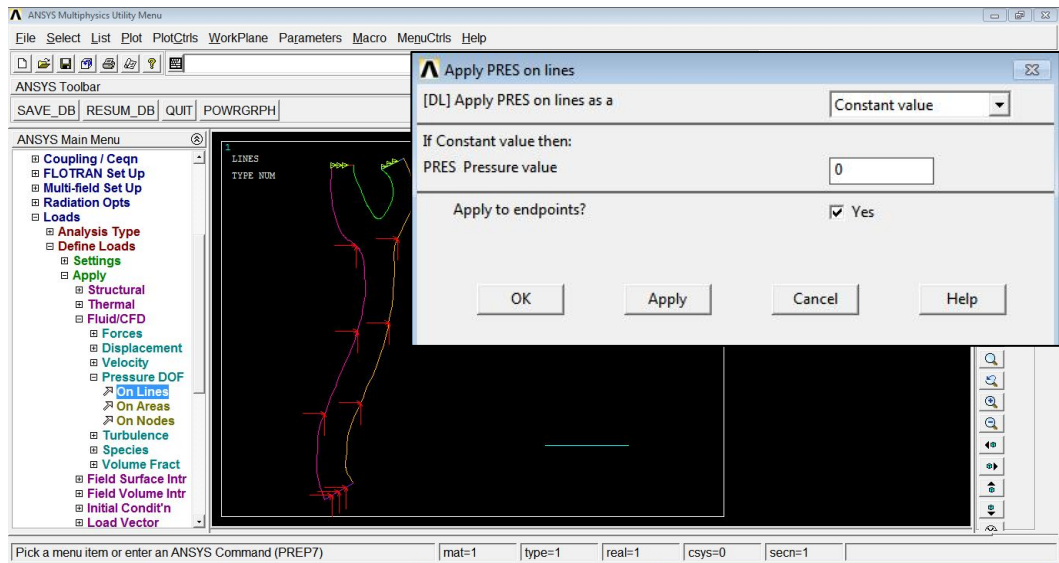 ANSYS Multiphysics Utility Menu
File Select List Plot PlotCtrls WorkPlane Parameters Macro MenuCtrls Help
ANSYS Toolbar
SAVE_DB RESUM_DB QUIT POWRGRPH
Apply PRES on lines
[DL] Apply PRES on lines as a Constant value
If Constant value then:
PRES Pressure value 0
Apply to endpoints? Yes
OK Apply Cancel Help
ANSYS Main Menu
Coupling / Ceqn
FLOTRAN Set Up
Multi-field Set Up
Radiation Opts
Loads
Analysis Type
Define Loads
Settings
Apply
Structural
Thermal
Fluid/CFD
Forces
Displacement
Velocity
Pressure DOF
On Lines
On Areas
On Nodes
Turbulence
Species
Volume Fract
Field Surface Intr
Field Volume Intr
Initial Condit'n
Load Vector
1
LINES
TYPE NUM
Pick a menu item or enter an ANSYS Command (PREP7) mat=1 type=1 real=1 csys=0 secn=1